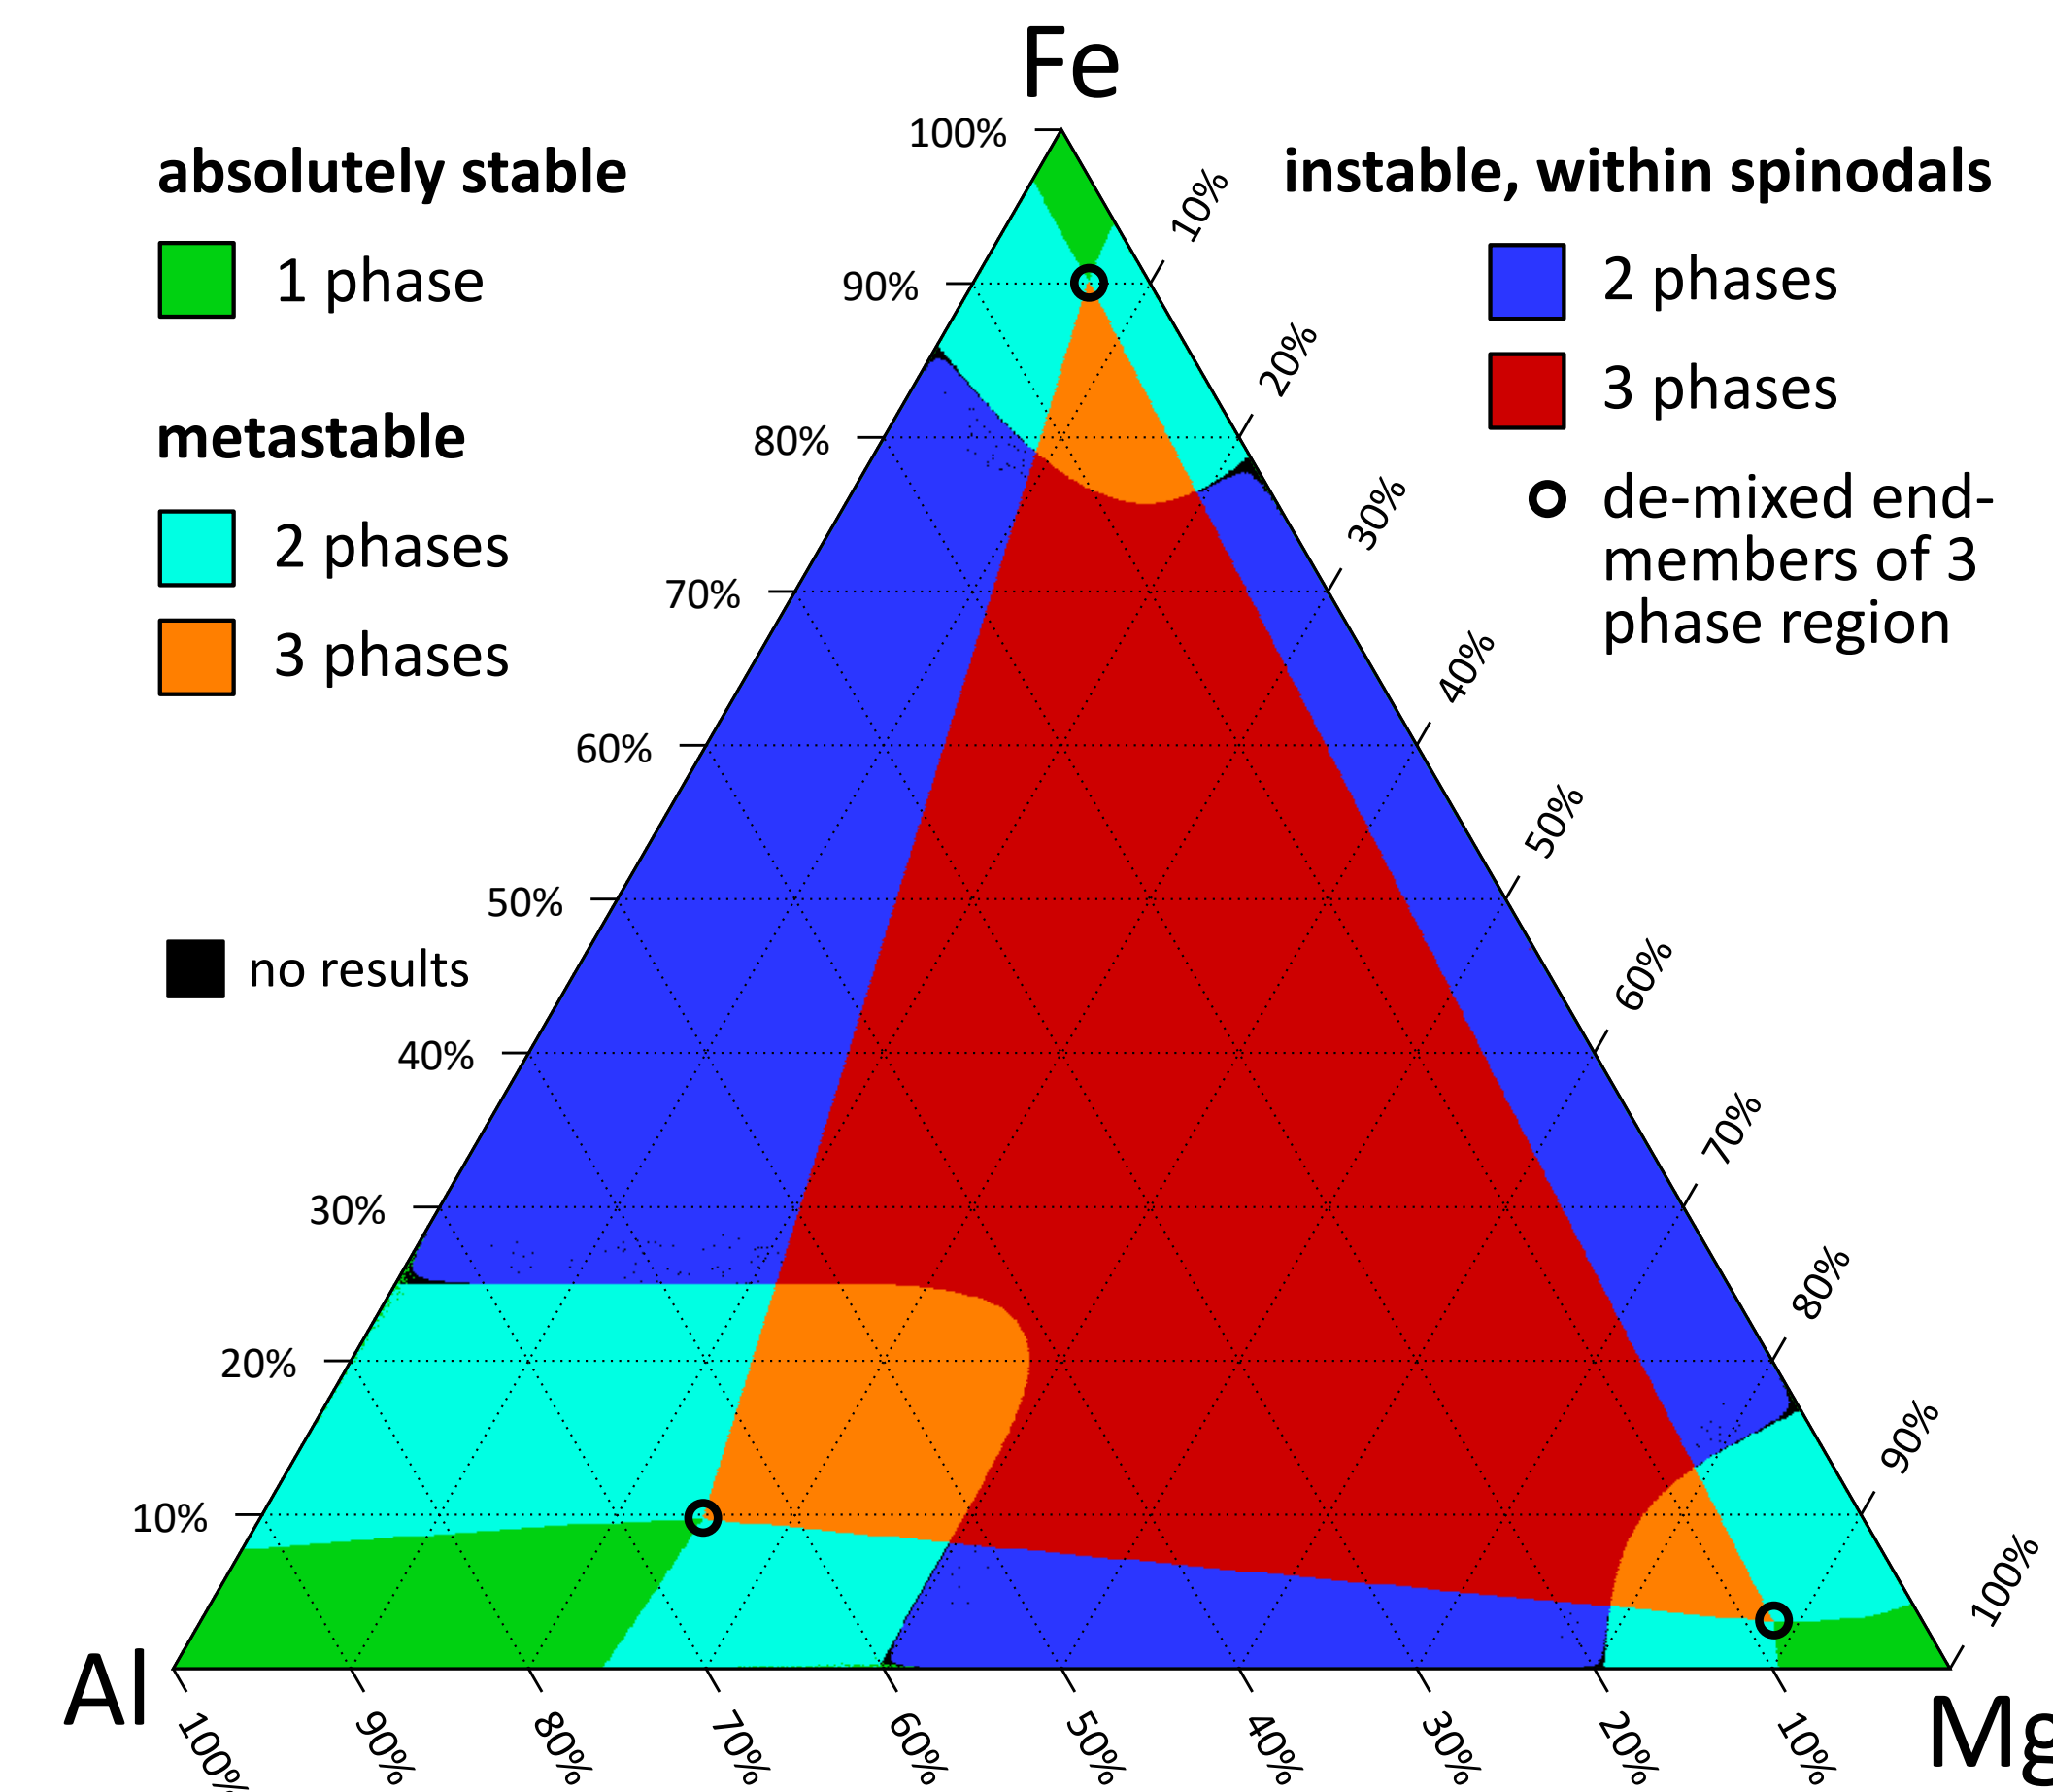 Fe
absolutely stable
1 phase
metastable
2 phases
3 phases
no results
instable, within spinodals
2 phases
3 phases
de-mixed end-
members of 3
phase region
100%
90%
80%
70%
60%
50%
40%
30%
20%
10%
10%
20%
30%
40%
50%
60%
70%
80%
90%
100%
Al
Mg
100%
90%
80%
70%
60%
50%
40%
30%
20%
10%